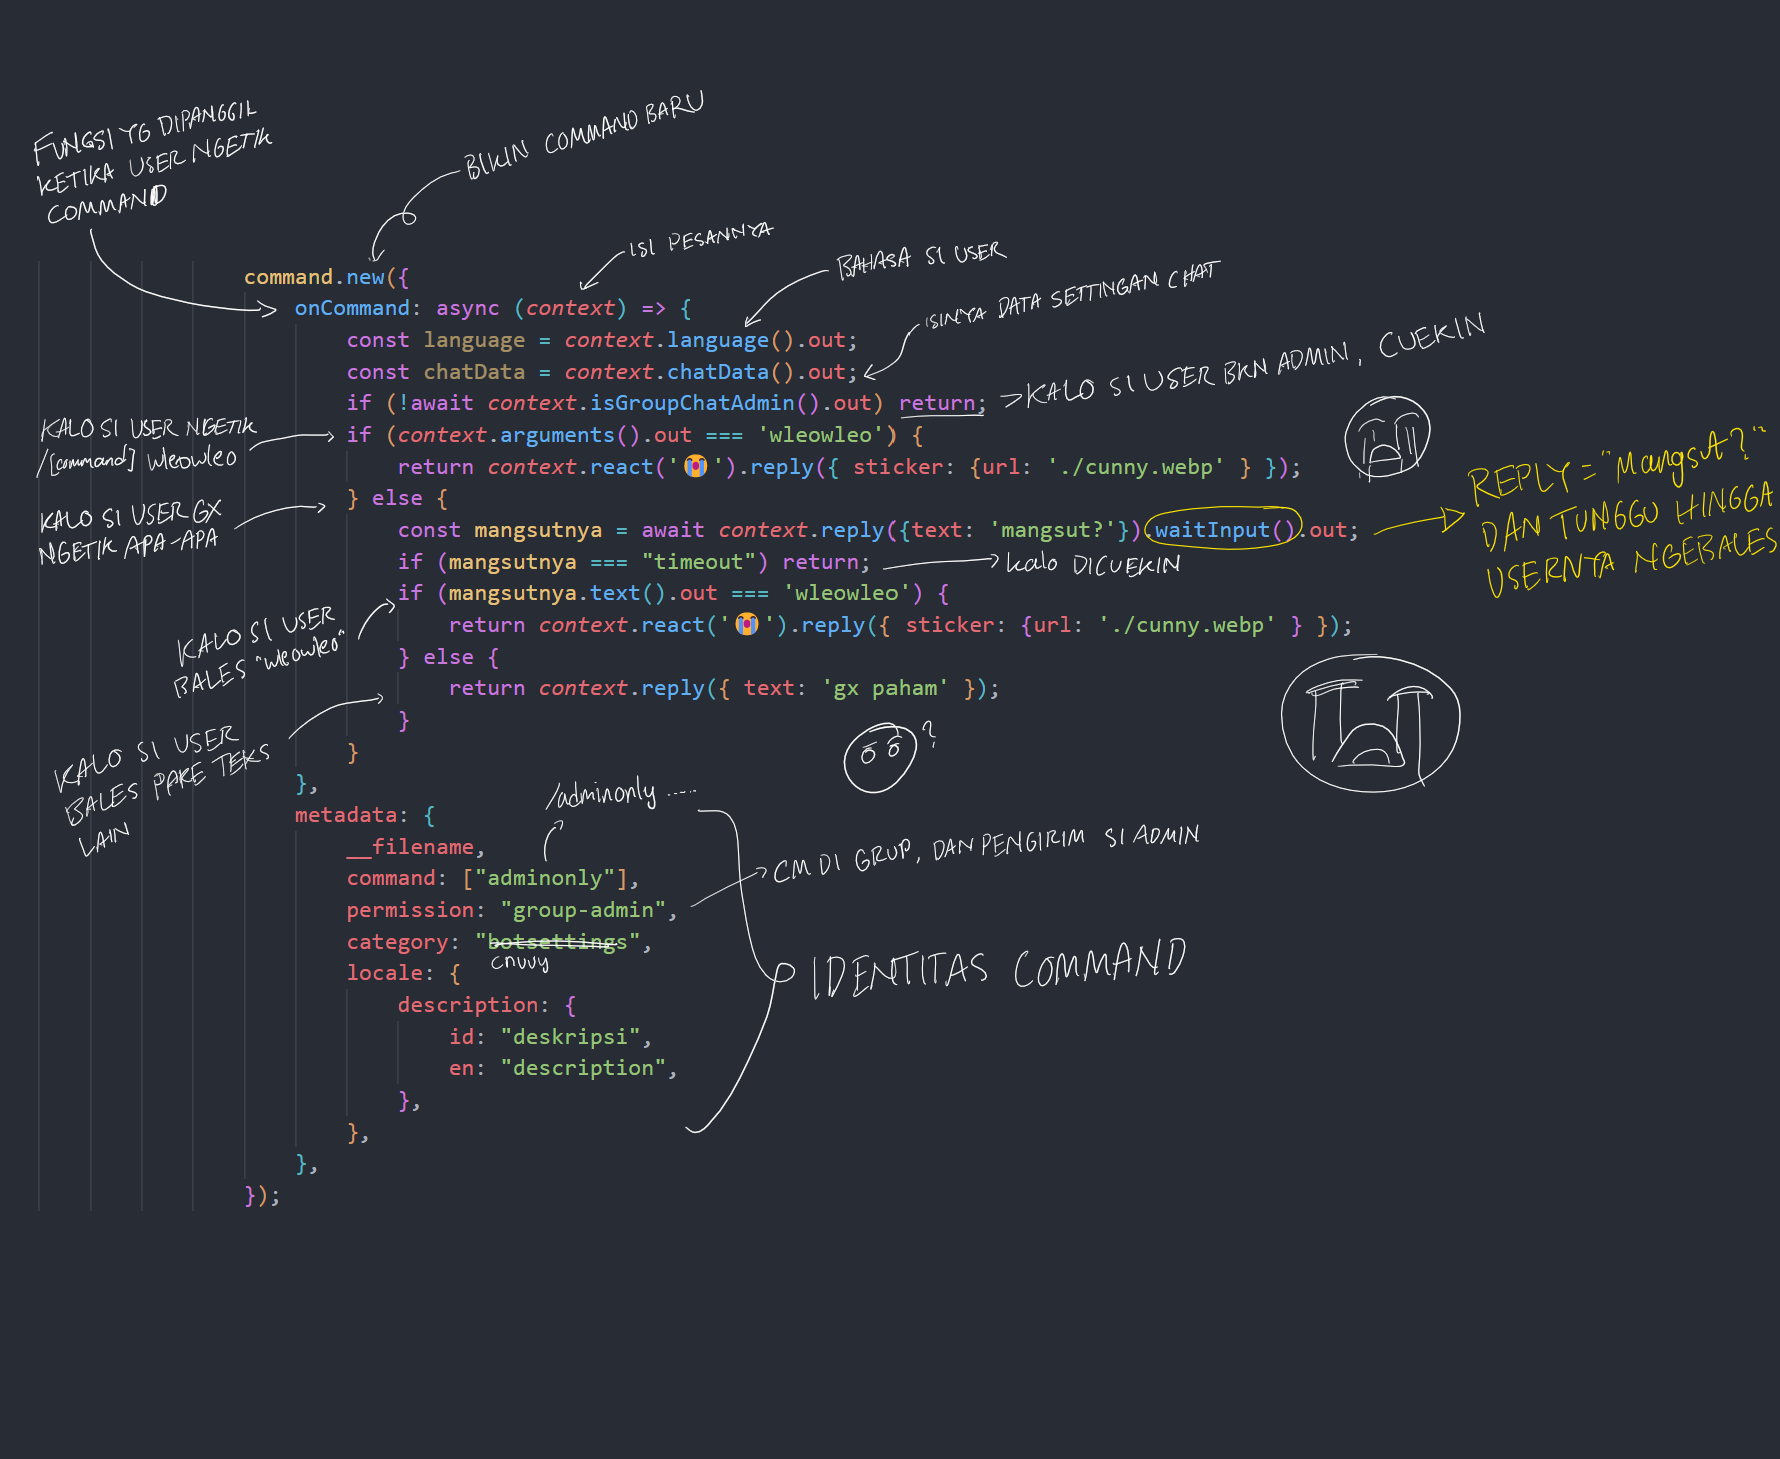 FUNGSI YG DIPANGGIL
KETIKA USER NGETIK
COMMAND
BIKIN COMMAND BARU
ISI PESANNYA
BAHASA SI USER
ISINYA DATA SETTINGAN CHAT
command.new({
onCommand: async (context) => {
const language = context.language().out;
const chatData = context.chatData().out;
if (!await context.isGroupChatAdmin().out) return;
KALO SI USER BKN ADMIN, CUEKIN
KALO SI USER NGETIK
/[command] wleowleo
if (context.arguments().out === 'wleowleo') {
return context.react('😭').reply({ sticker: {url: './cunny.webp' } });
KALO SI USER GX
NGETIK APA-APA
} else {
const mangsutnya = await context.reply({text: 'mangsut?'}).waitInput().out;
REPLY = "MangsuT?"
DAN TUNGGU HINGGA
USERNYA NGEBALES
if (mangsutnya === "timeout") return;
kalo DICUEKIN
if (mangsutnya.text().out === 'wleowleo') {
KALO SI USER
BALES "wleowleo"
return context.react('😭').reply({ sticker: {url: './cunny.webp' } });
} else {
return context.reply({ text: 'gx paham' });
KALO SI USER
BALES PAKE TEKS
LAIN
}
?
}
},
/adminonly .....
metadata: {
__filename,
command: ["adminonly"],
permission: "group-admin",
CM DI GRUP, DAN PENGIRIM SI ADMIN
category: "botsettings",
cnuuy
IDENTITAS COMMAND
locale: {
description: {
id: "deskripsi",
en: "description",
},
},
},
});